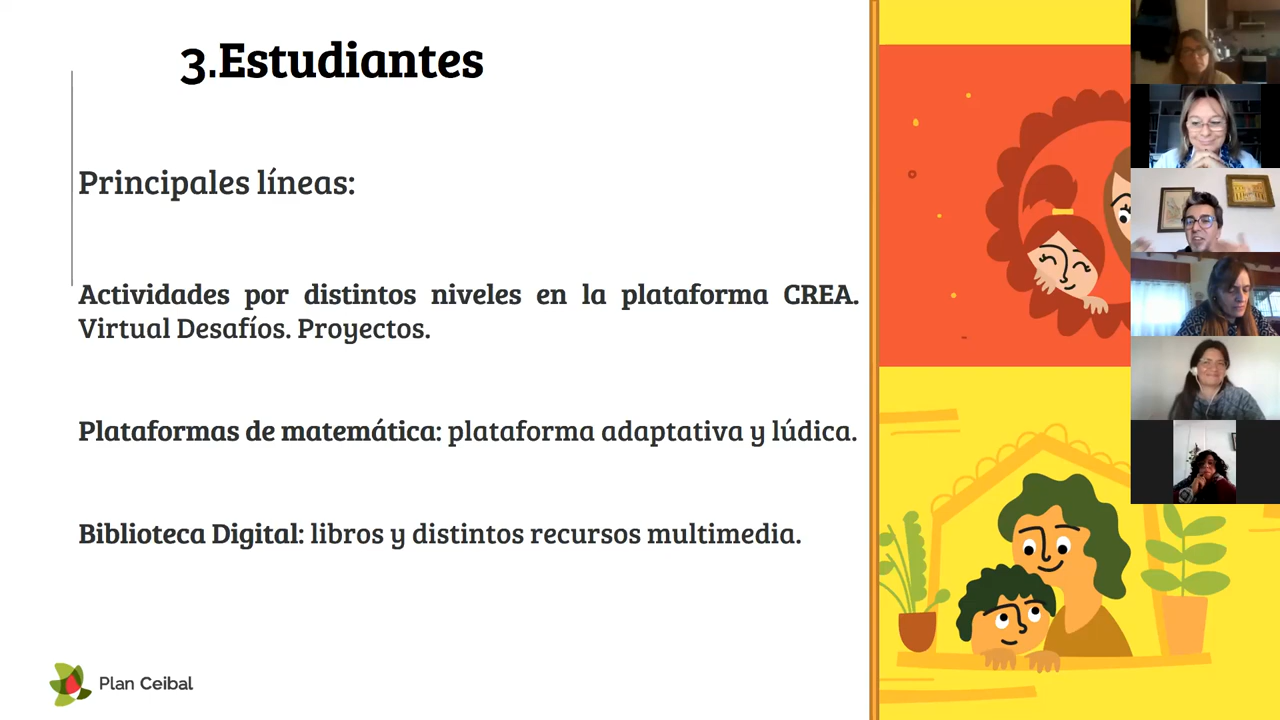 3.Estudiantes
Principales líneas:
Actividades por distintos niveles en la plataforma CREA.
Virtual Desafíos. Proyectos.
Plataformas de matemática: plataforma adaptativa y lúdica.
Biblioteca Digital: libros y distintos recursos multimedia.
Plan Ceibal